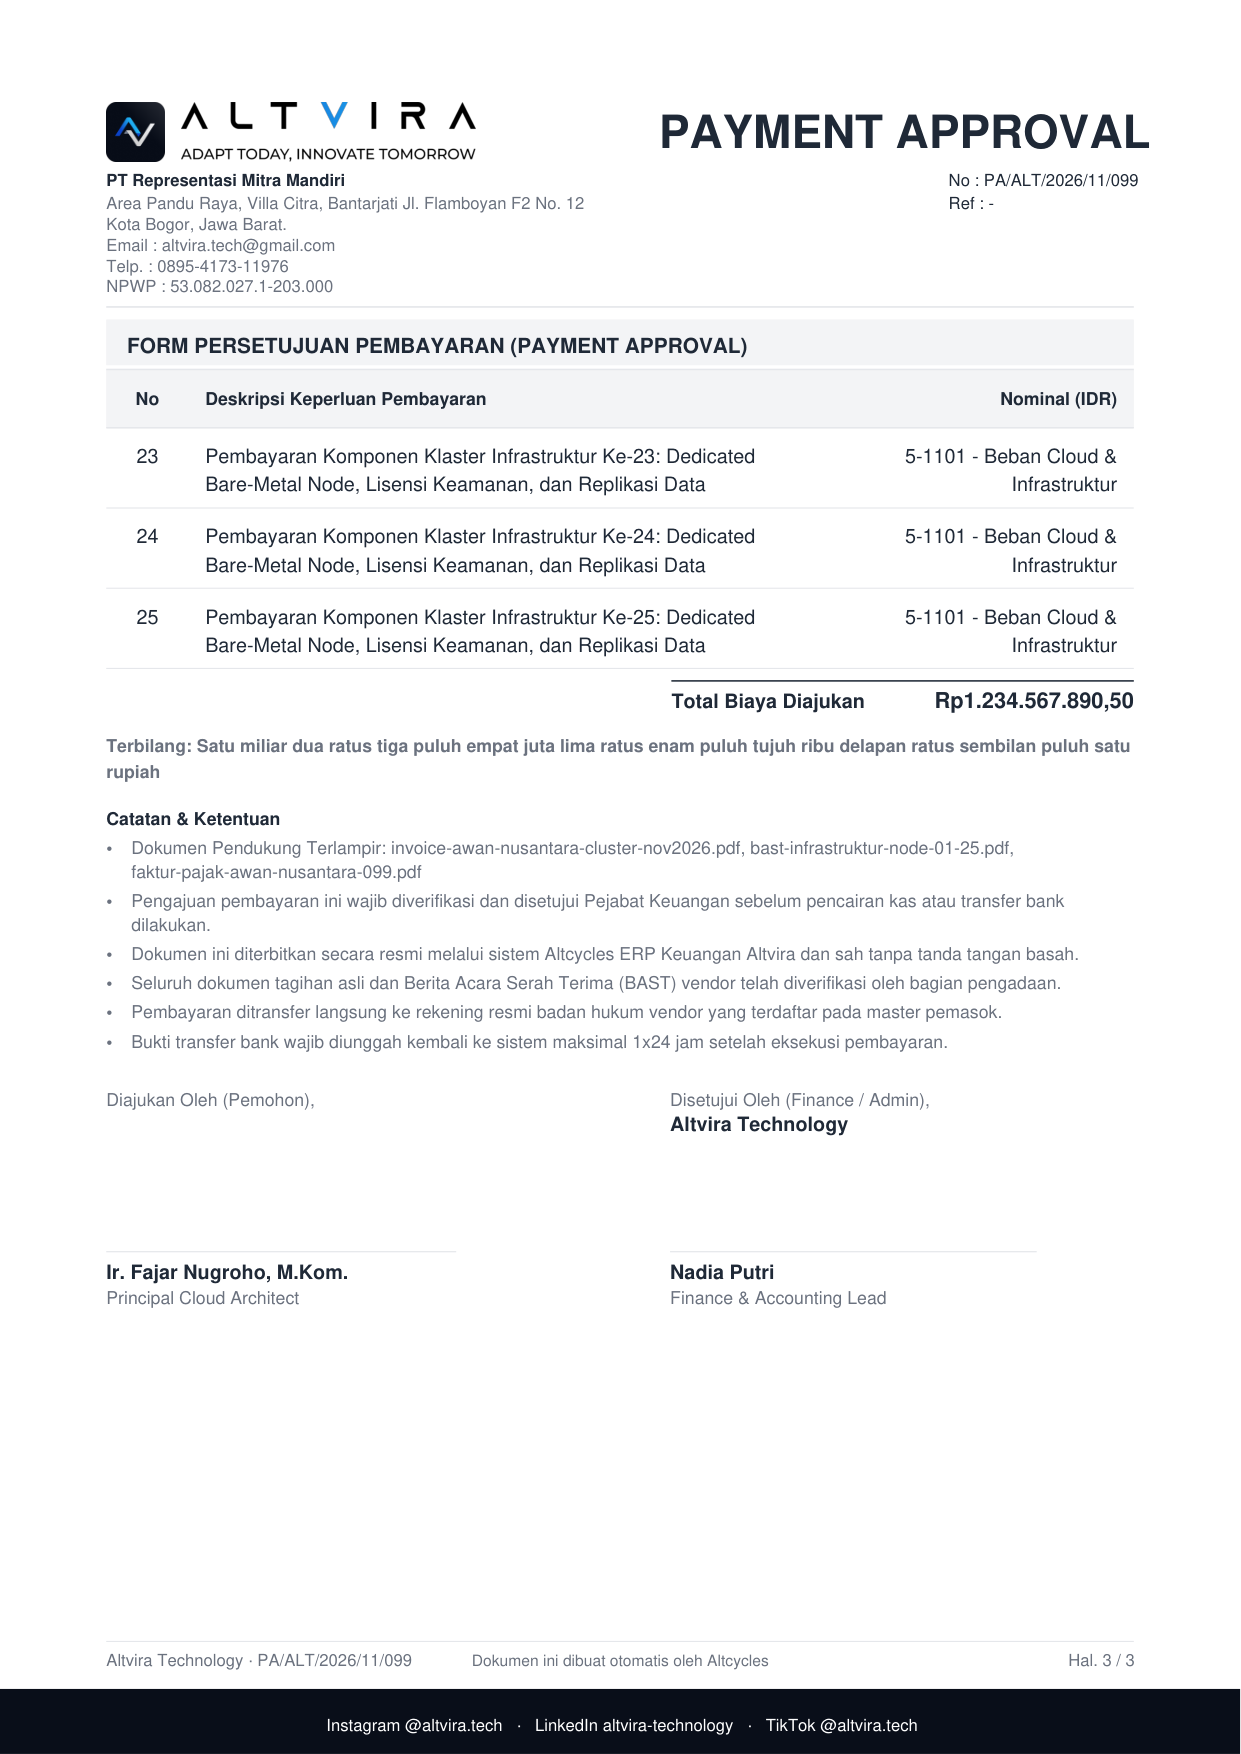 ALTVIRA
ADAPT TODAY, INNOVATE TOMORROW
PAYMENT APPROVAL
PT Representasi Mitra Mandiri
Area Pandu Raya, Villa Citra, Bantarjati Jl. Flamboyan F2 No. 12
Kota Bogor, Jawa Barat.
Email : altvira.tech@gmail.com
Telp. : 0895-4173-11976
NPWP : 53.082.027.1-203.000
No : PA/ALT/2026/11/099
Ref : -
FORM PERSETUJUAN PEMBAYARAN (PAYMENT APPROVAL)
No Deskripsi Keperluan Pembayaran Nominal (IDR)
23 Pembayaran Komponen Klaster Infrastruktur Ke-23: Dedicated 5-1101 - Beban Cloud &
Bare-Metal Node, Lisensi Keamanan, dan Replikasi Data Infrastruktur
24 Pembayaran Komponen Klaster Infrastruktur Ke-24: Dedicated 5-1101 - Beban Cloud &
Bare-Metal Node, Lisensi Keamanan, dan Replikasi Data Infrastruktur
25 Pembayaran Komponen Klaster Infrastruktur Ke-25: Dedicated 5-1101 - Beban Cloud &
Bare-Metal Node, Lisensi Keamanan, dan Replikasi Data Infrastruktur
Total Biaya Diajukan Rp1.234.567.890,50
Terbilang: Satu miliar dua ratus tiga puluh empat juta lima ratus enam puluh tujuh ribu delapan ratus sembilan puluh satu
rupiah
Catatan & Ketentuan
• Dokumen Pendukung Terlampir: invoice-awan-nusantara-cluster-nov2026.pdf, bast-infrastruktur-node-01-25.pdf,
faktur-pajak-awan-nusantara-099.pdf
• Pengajuan pembayaran ini wajib diverifikasi dan disetujui Pejabat Keuangan sebelum pencairan kas atau transfer bank
dilakukan.
• Dokumen ini diterbitkan secara resmi melalui sistem Altcycles ERP Keuangan Altvira dan sah tanpa tanda tangan basah.
• Seluruh dokumen tagihan asli dan Berita Acara Serah Terima (BAST) vendor telah diverifikasi oleh bagian pengadaan.
• Pembayaran ditransfer langsung ke rekening resmi badan hukum vendor yang terdaftar pada master pemasok.
• Bukti transfer bank wajib diunggah kembali ke sistem maksimal 1x24 jam setelah eksekusi pembayaran.
Diajukan Oleh (Pemohon),
Disetujui Oleh (Finance / Admin),
Altvira Technology
Ir. Fajar Nugroho, M.Kom.
Principal Cloud Architect
Nadia Putri
Finance & Accounting Lead
Altvira Technology · PA/ALT/2026/11/099 Dokumen ini dibuat otomatis oleh Altcycles Hal. 3 / 3
Instagram @altvira.tech · LinkedIn altvira-technology · TikTok @altvira.tech